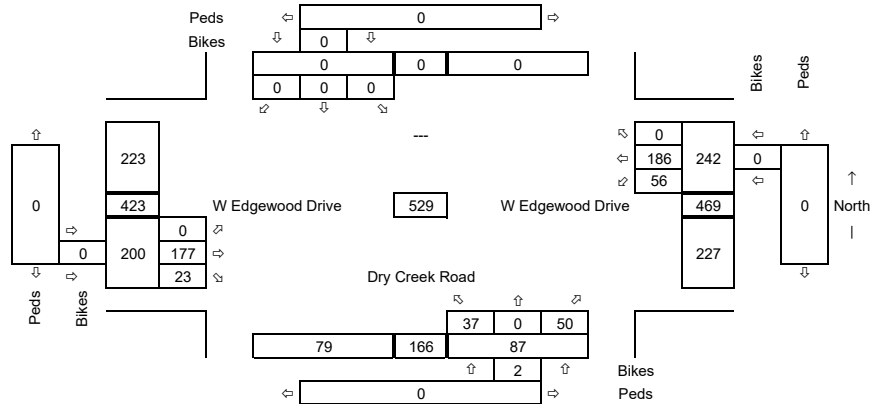 Peds ⇦ 0 ⇨
Bikes ⇩ 0 ⇩
0 0 0
0 0 0
⬃ ⇩ ⬂
Bikes
Peds
---
⇧ 223 ⬁ 0 242 ⇦ ⇧
⇦ 186 0
⬃ 56 ⇦ ↑
0 423 W Edgewood Drive 529 W Edgewood Drive 469 0 North
⇨ 0 ⬀ |
0 200 177 ⇨ 227
⇩ ⇨ 23 ⬂ Dry Creek Road ⇩
Peds
Bikes
⬁ ⇧ ⬀
37 0 50
79 166 87
⇧ 2 ⇧ Bikes
⇦ 0 ⇨ Peds